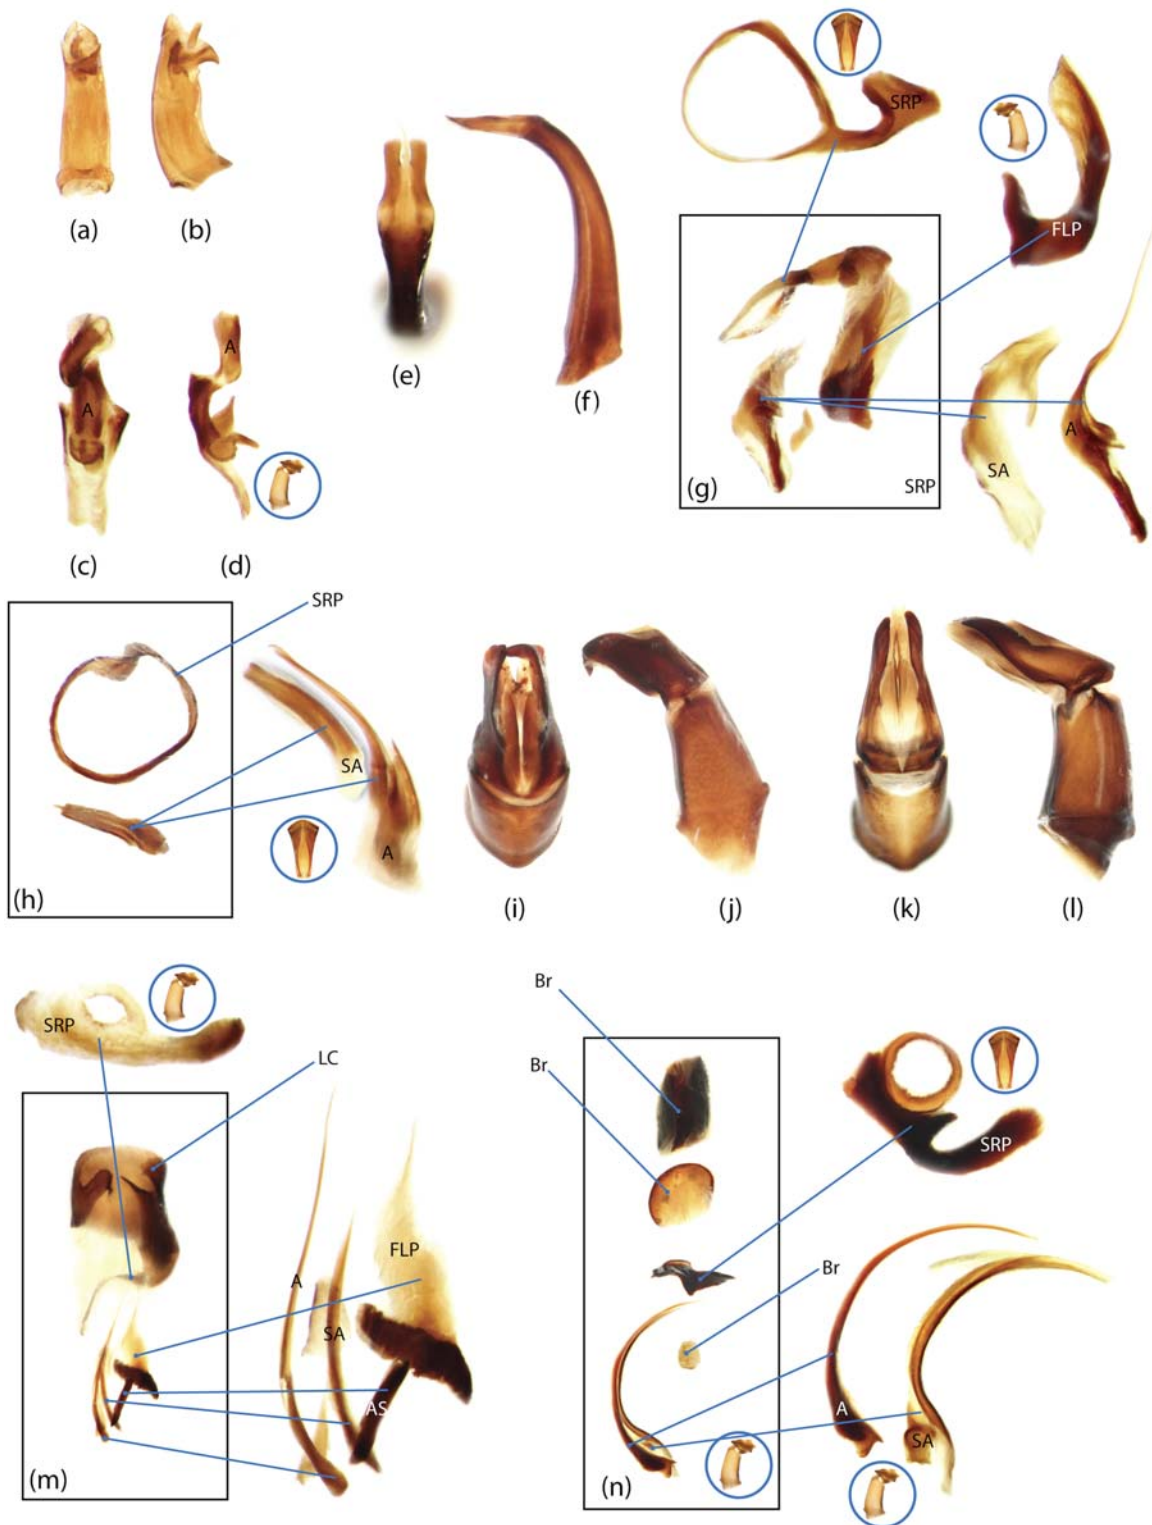 SRP
FLP
(a)
(b)
(e)
(f)
A
A
A
SA
(g)
SRP
(c)
(d)
SRP
SA
A
(h)
(i)
(j)
(k)
(l)
SRP
LC
Br
Br
SRP
FLP
Br
A
SA
A
AS
SA
(m)
(n)